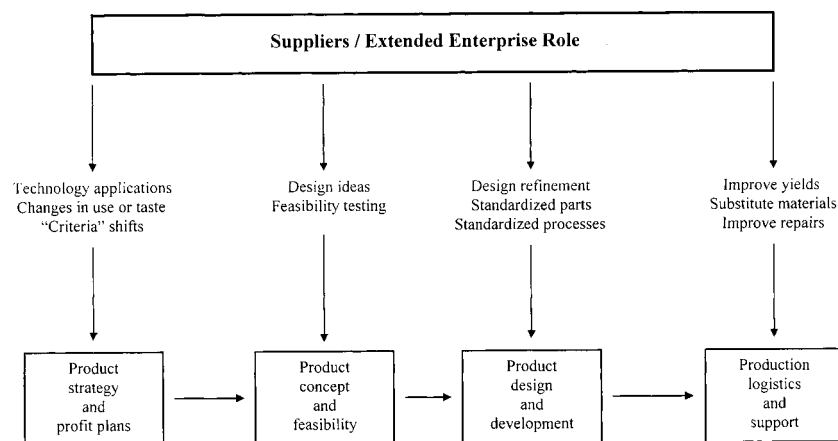 Suppliers / Extended Enterprise Role
Technology applications
Changes in use or taste
“Criteria” shifts
Design ideas
Feasibility testing
Design refinement
Standardized parts
Standardized processes
Improve yields
Substitute materials
Improve repairs
Product
strategy
and
profit plans
Product
concept
and
feasibility
Product
design
and
development
Production
logistics
and
support